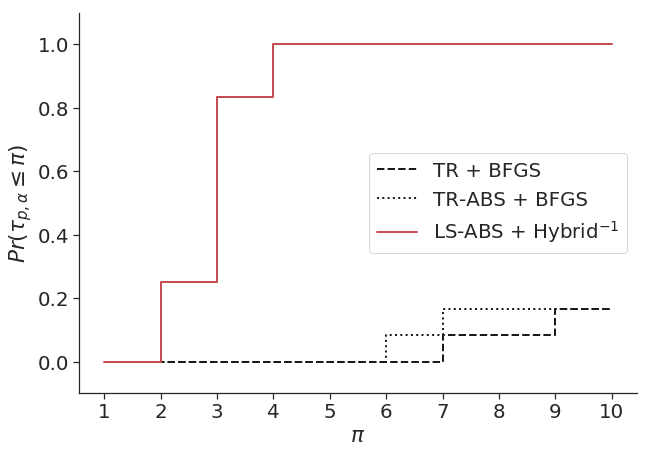 1.0
0.8
0.6
0.4
0.2
0.0
Pr(τ_{p,α} ≤ π)
TR + BFGS
TR-ABS + BFGS
LS-ABS + Hybrid⁻¹
1 2 3 4 5 6 7 8 9 10
π